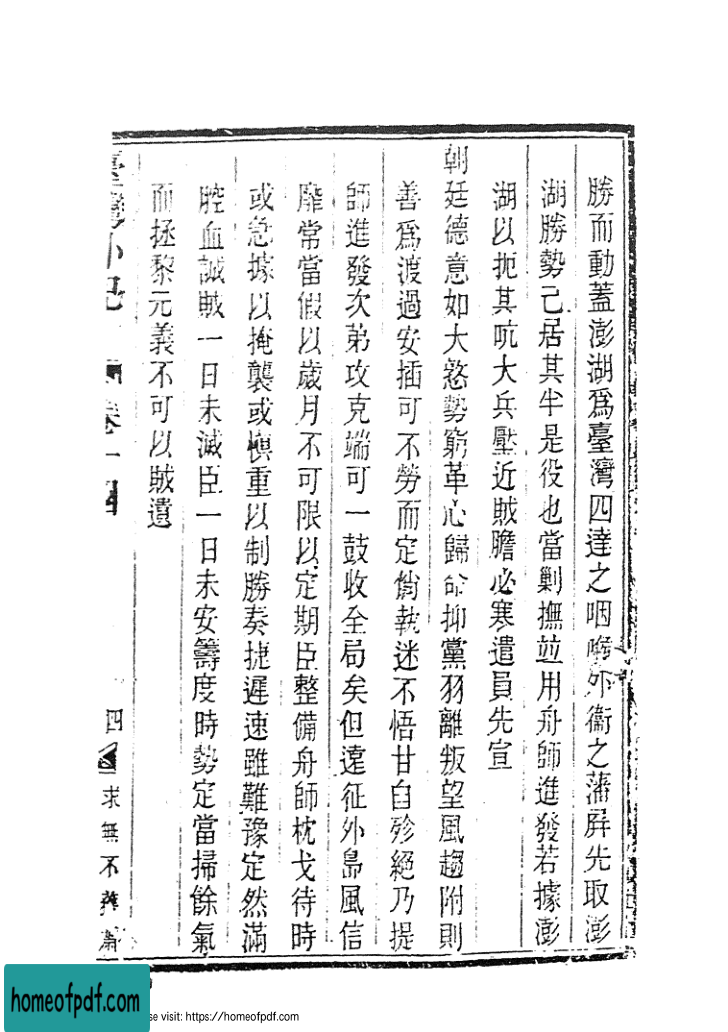 勝而動蓋澎湖爲臺灣四達之咽喉外衞之藩屛先取澎
湖勝勢已居其半是役也當剿撫竝用舟師進發若據澎
湖以扼其吭大兵壓近賊膽必寒遣員先宣
朝廷德意如大憝勢窮革心歸命抑黨羽離叛望風趨附則
善爲渡過安插可不勞而定倘執迷不悟甘自殄絕乃提
師進發次弟攻克端可一鼓收全局矣但遠征外島風信
靡常當假以歲月不可限以定期臣整備舟師枕戈待時
或急據以掩襲或愼重以制勝奏捷遲速雖難豫定然滿
腔血誠賊一日未滅臣一日未安籌度時勢定當掃餘氣
而拯黎元義不可以賊遺
臺灣外記 卷十四 四 求無不獲齋
homeofpdf.com
se visit: https://homeofpdf.com